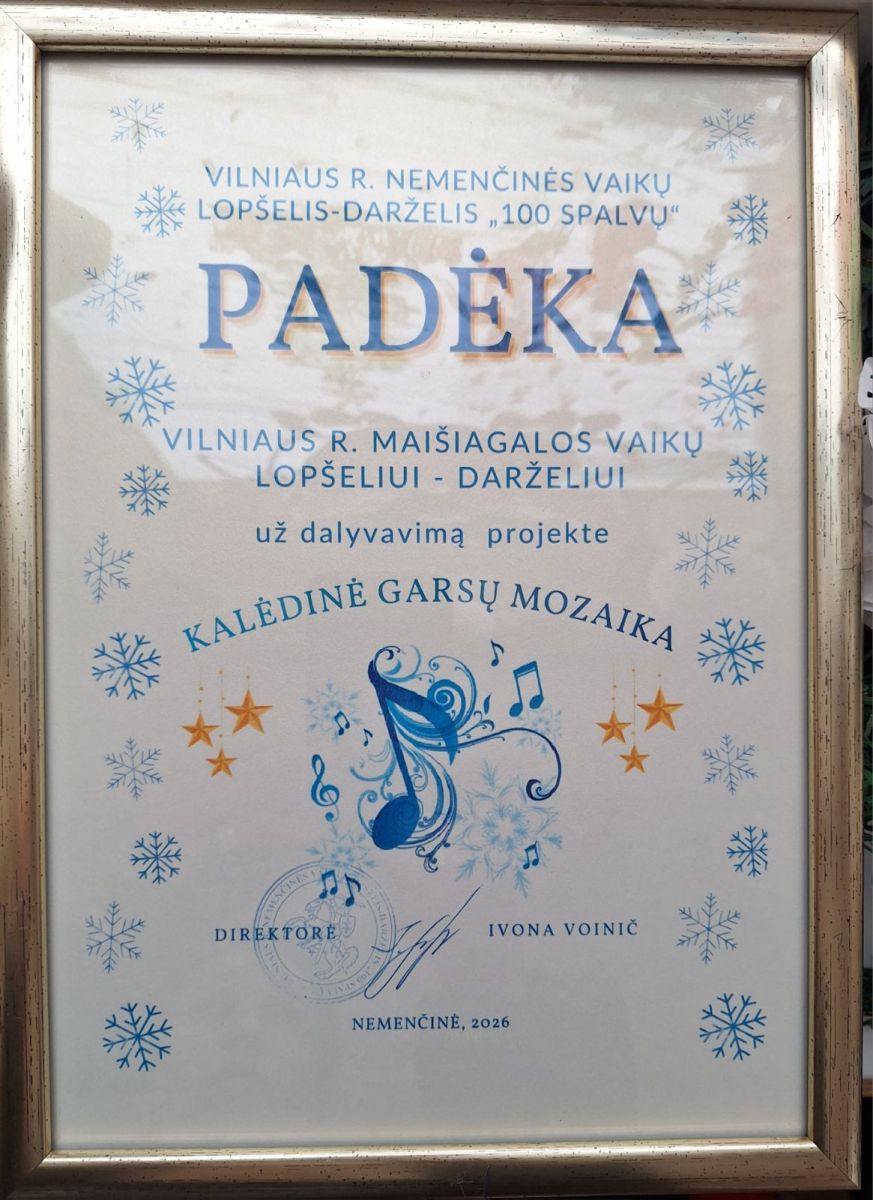 VILNIAUS R. NEMENČINĖS VAIKŲ
LOPŠELIS-DARŽELIS „100 SPALVŲ“
PADĖKA
VILNIAUS R. MAIŠIAGALOS VAIKŲ
LOPŠELIUI - DARŽELIUI
už dalyvavimą projekte
KALĖDINĖ GARSŲ MOZAIKA
DIREKTORĖ
IVONA VOINIČ
NEMENČINĖ, 2026